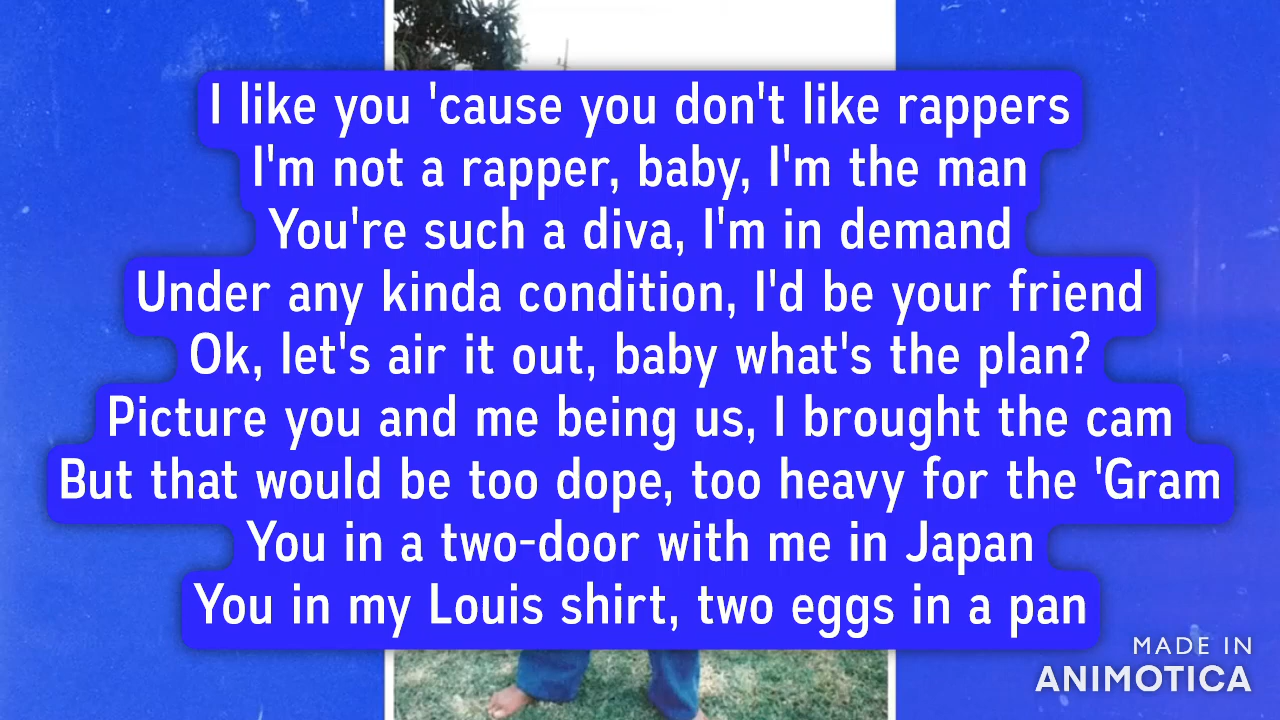 I like you 'cause you don't like rappers
I'm not a rapper, baby, I'm the man
You're such a diva, I'm in demand
Under any kinda condition, I'd be your friend
Ok, let's air it out, baby what's the plan?
Picture you and me being us, I brought the cam
But that would be too dope, too heavy for the 'Gram
You in a two-door with me in Japan
You in my Louis shirt, two eggs in a pan
MADE IN
ANIMOTICA